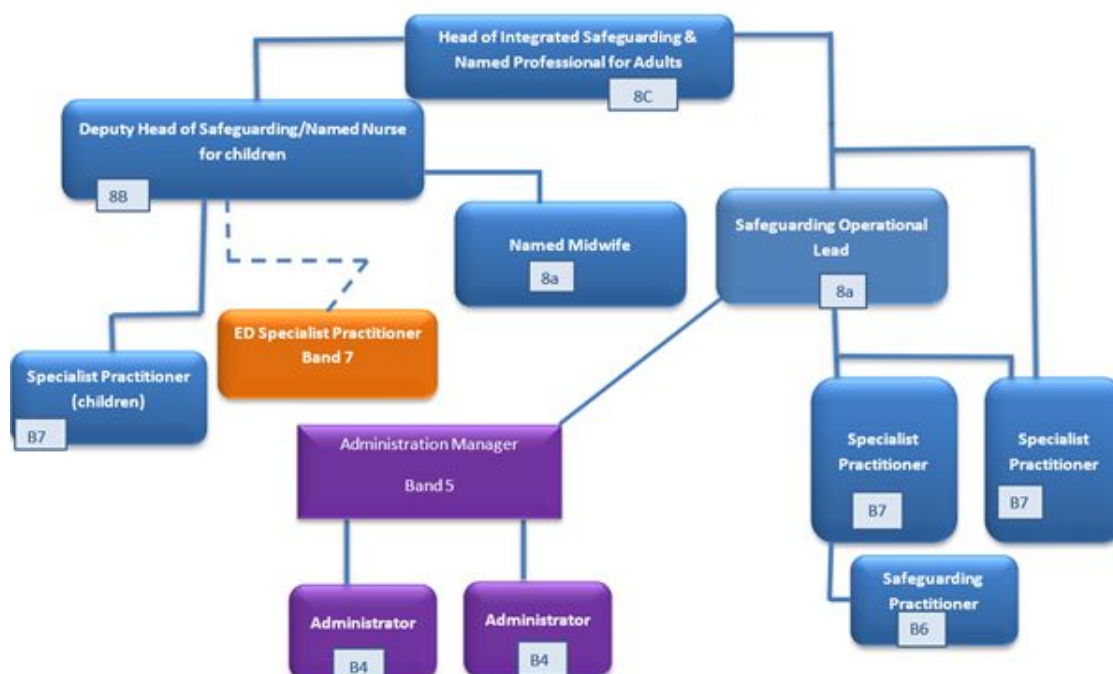 Head of Integrated Safeguarding &
Named Professional for Adults
8C
Deputy Head of Safeguarding/Named Nurse
for children
8B
Named Midwife
8a
Safeguarding Operational
Lead
8a
ED Specialist Practitioner
Band 7
Specialist Practitioner
(children)
B7
Administration Manager
Band 5
Specialist
Practitioner
B7
Specialist
Practitioner
B7
Safeguarding
Practitioner
B6
Administrator
B4
Administrator
B4